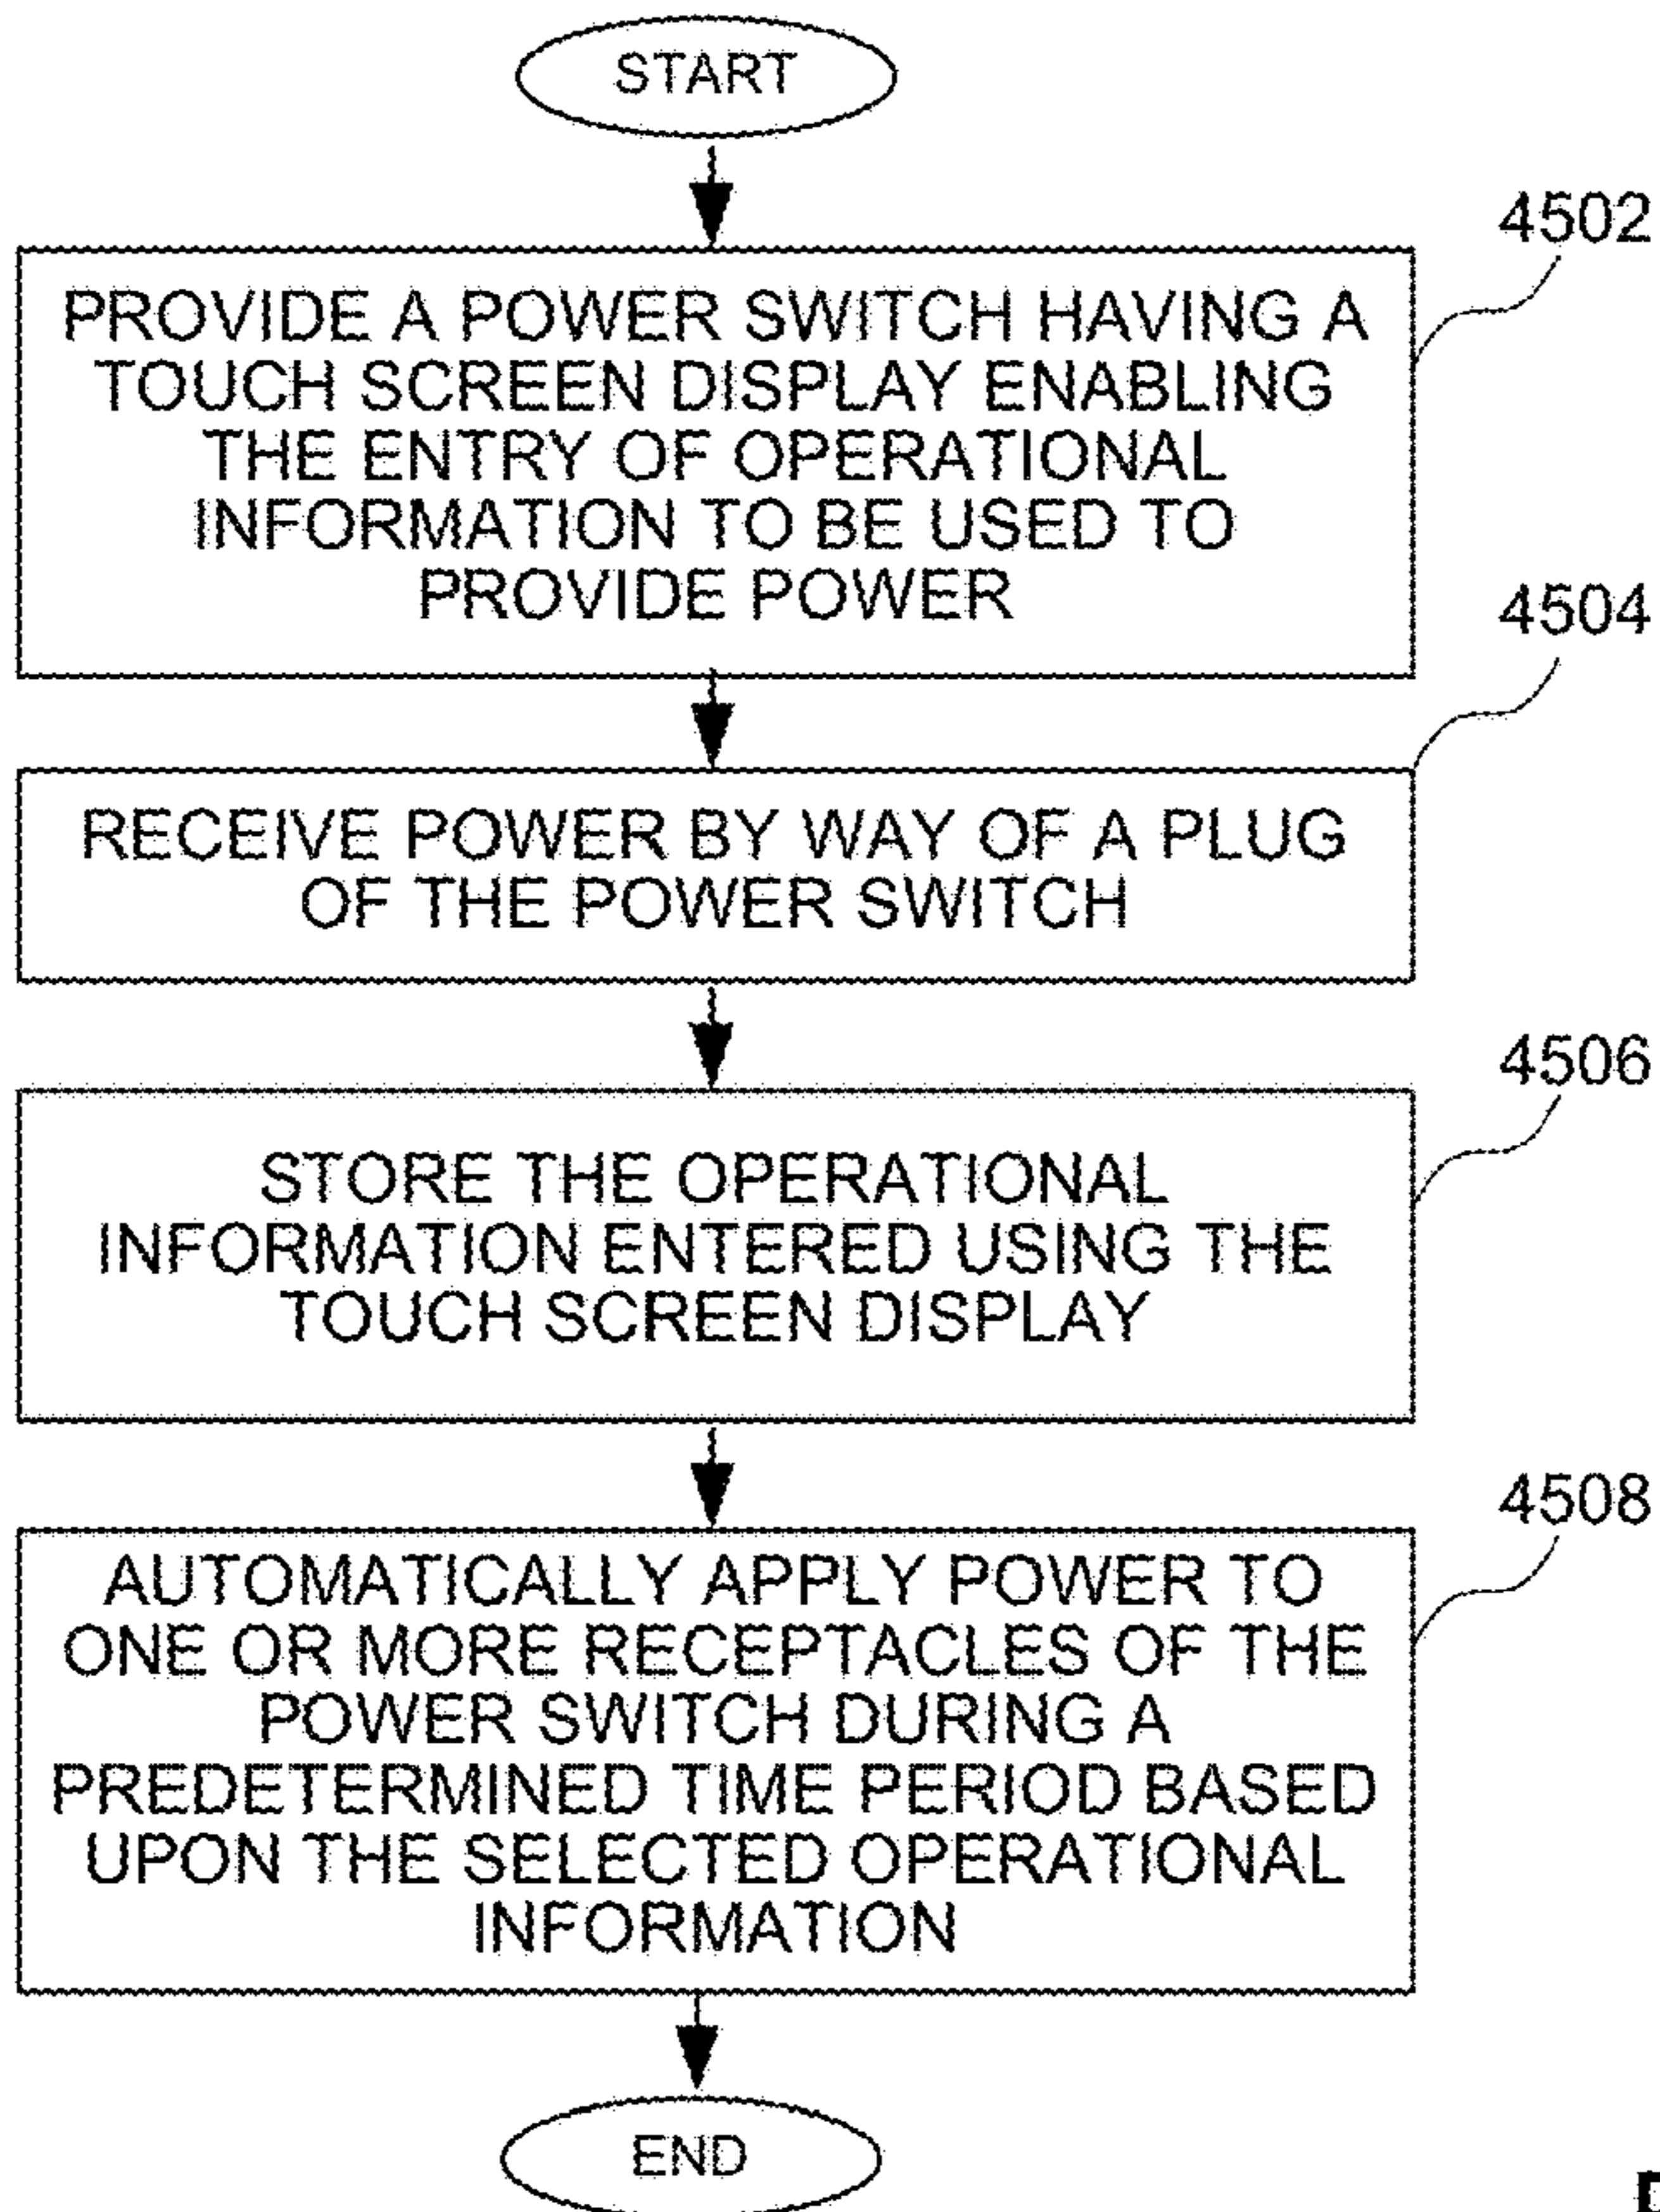 START
4502
PROVIDE A POWER SWITCH HAVING A
TOUCH SCREEN DISPLAY ENABLING
THE ENTRY OF OPERATIONAL
INFORMATION TO BE USED TO
PROVIDE POWER
4504
RECEIVE POWER BY WAY OF A PLUG
OF THE POWER SWITCH
4506
STORE THE OPERATIONAL
INFORMATION ENTERED USING THE
TOUCH SCREEN DISPLAY
4508
AUTOMATICALLY APPLY POWER TO
ONE OR MORE RECEPTACLES OF THE
POWER SWITCH DURING A
PREDETERMINED TIME PERIOD BASED
UPON THE SELECTED OPERATIONAL
INFORMATION
END